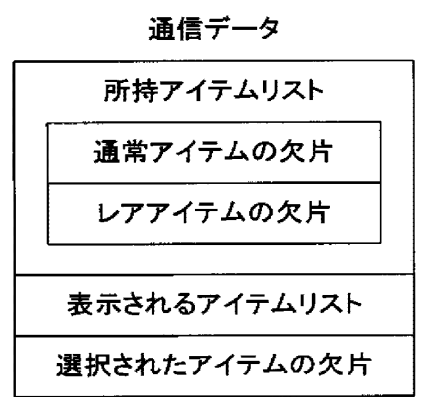 通信データ
所持アイテムリスト
通常アイテムの欠片
レアアイテムの欠片
表示されるアイテムリスト
選択されたアイテムの欠片